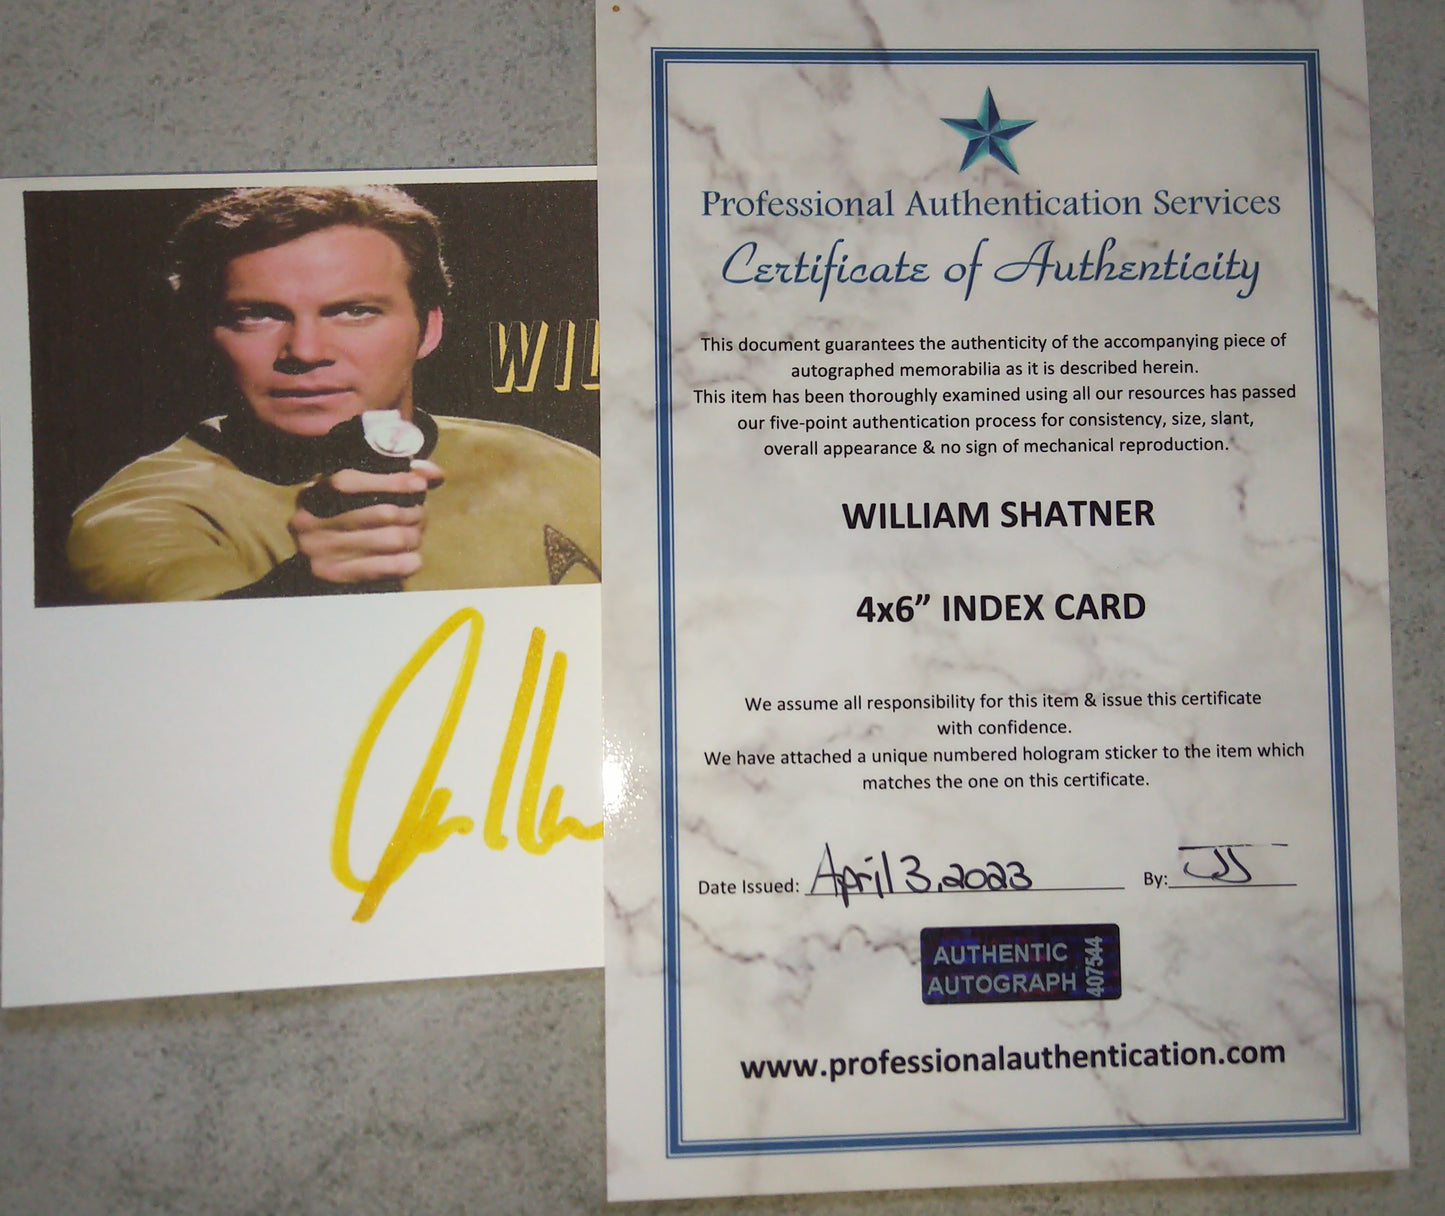 WIL
Professional Authentication Services
Certificate of Authenticity
This document guarantees the authenticity of the accompanying piece of
autographed memorabilia as it is described herein.
This item has been thoroughly examined using all our resources has passed
our five-point authentication process for consistency, size, slant,
overall appearance & no sign of mechanical reproduction.
WILLIAM SHATNER
4x6” INDEX CARD
We assume all responsibility for this item & issue this certificate
with confidence.
We have attached a unique numbered hologram sticker to the item which
matches the one on this certificate.
Date Issued: April 3, 2023 By:
AUTHENTIC
AUTOGRAPH
407544
www.professionalauthentication.com